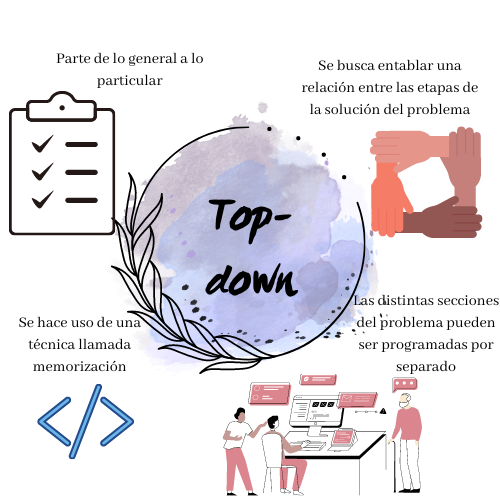 Parte de lo general a lo
particular
Se busca entablar una
relación entre las etapas de
la solución del problema
Top-
down
Se hace uso de una
técnica llamada
memorización
Las distintas secciones
del problema pueden
ser programadas por
separado